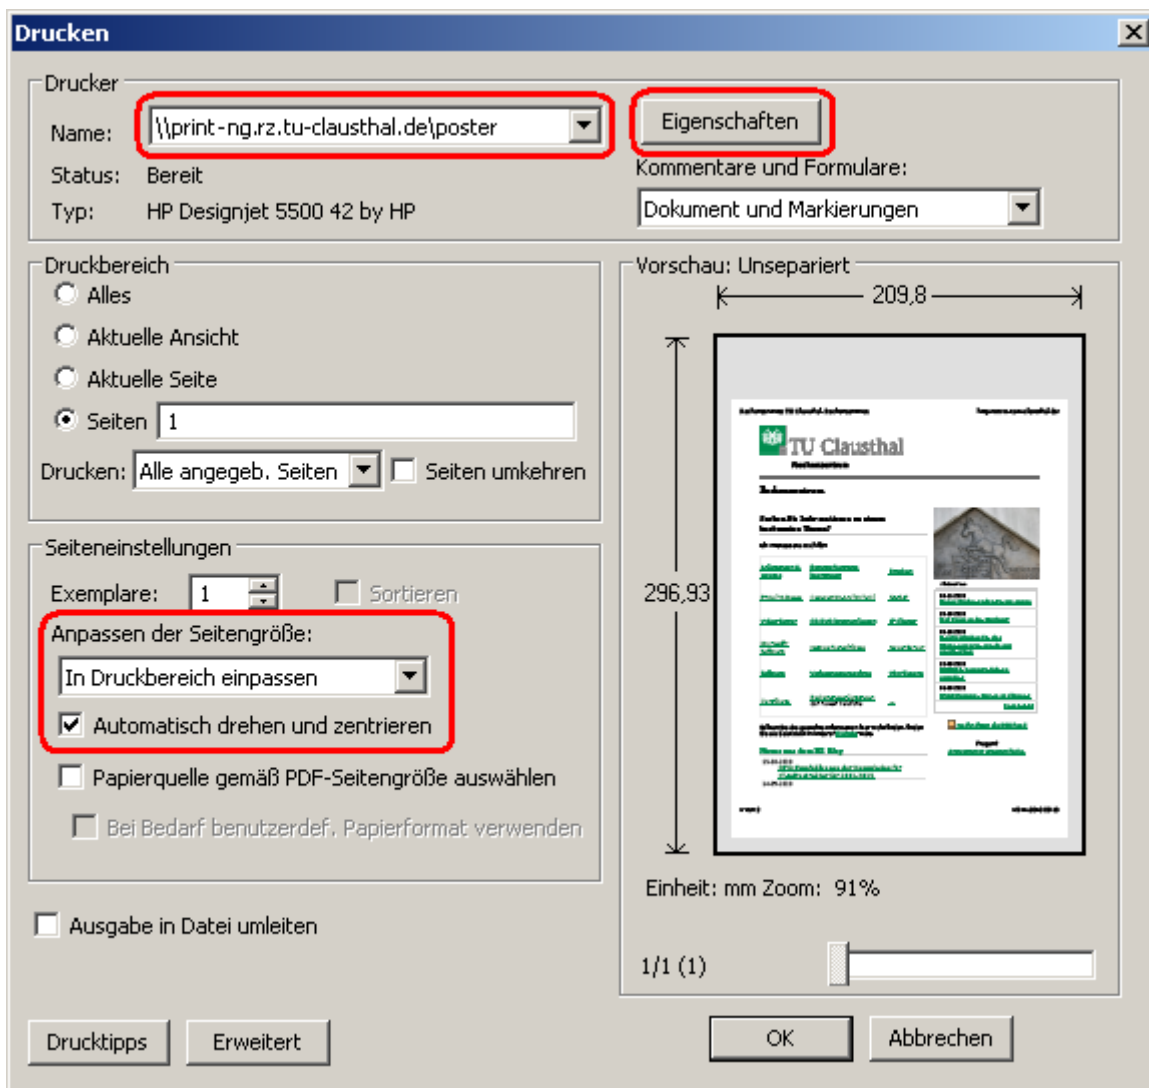 Drucken
Drucker
Name: \\print-ng.rz.tu-clausthal.de\poster
Eigenschaften
Status: Bereit
Kommentare und Formulare:
Typ: HP Designjet 5500 42 by HP
Dokument und Markierungen
Druckbereich
Alles
Aktuelle Ansicht
Aktuelle Seite
Seiten 1
Drucken: Alle angegeb. Seiten Seiten umkehren
Seiteneinstellungen
Exemplare: 1 Sortieren
Anpassen der Seitengröße:
In Druckbereich einpassen
Automatisch drehen und zentrieren
Papierquelle gemäß PDF-Seitengröße auswählen
Bei Bedarf benutzerdef. Papierformat verwenden
Ausgabe in Datei umleiten
Vorschau: Unsepariert
209,8
296,93
TU Clausthal
Rechenzentrum
Einheit: mm Zoom: 91%
1/1 (1)
Drucktipps
Erweitert
OK
Abbrechen